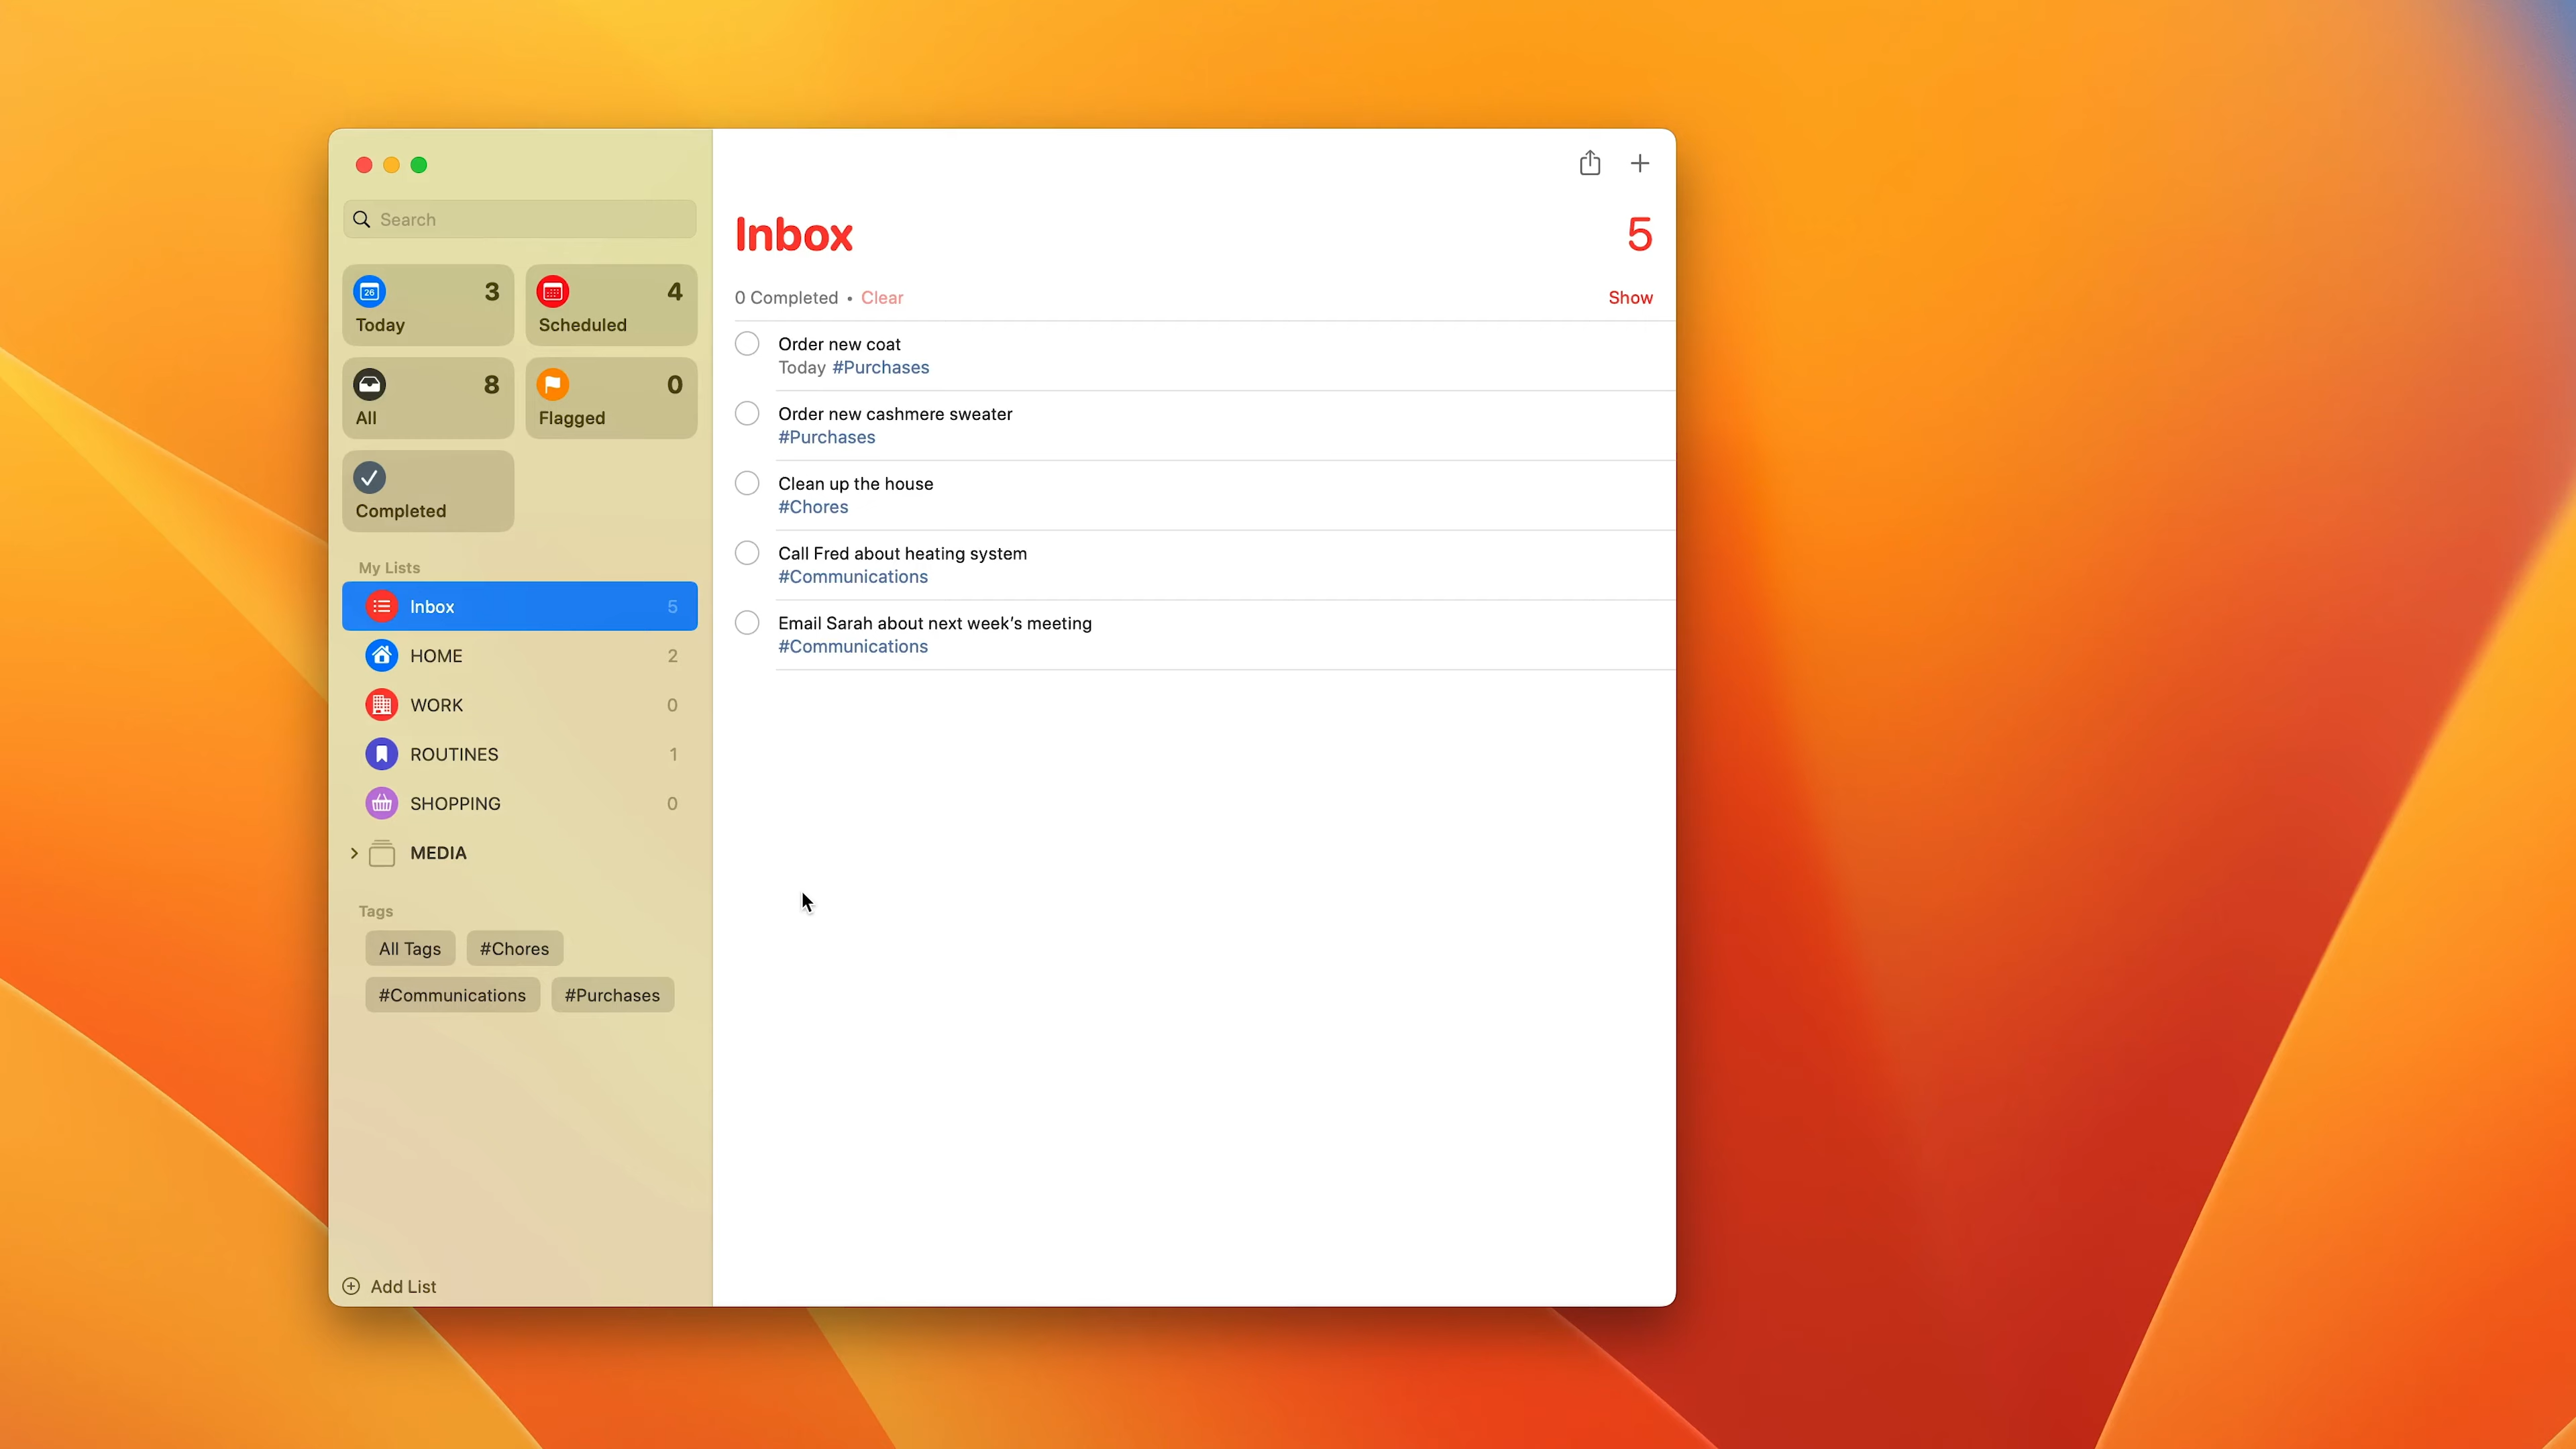 Search
26
3
Today
4
Scheduled
8
All
0
Flagged
Completed
My Lists
Inbox 5
HOME 2
WORK 0
ROUTINES 1
SHOPPING 0
MEDIA
Tags
All Tags #Chores
#Communications #Purchases
Add List
Inbox 5
0 Completed • Clear Show
Order new coat
Today #Purchases
Order new cashmere sweater
#Purchases
Clean up the house
#Chores
Call Fred about heating system
#Communications
Email Sarah about next week’s meeting
#Communications